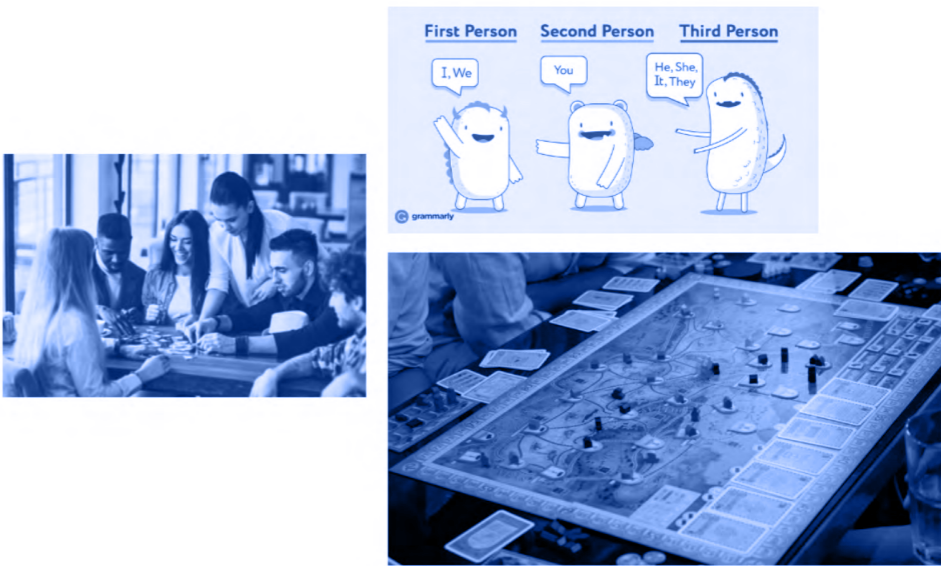 First Person Second Person Third Person
I, We
You
He, She,
It, They
grammarly